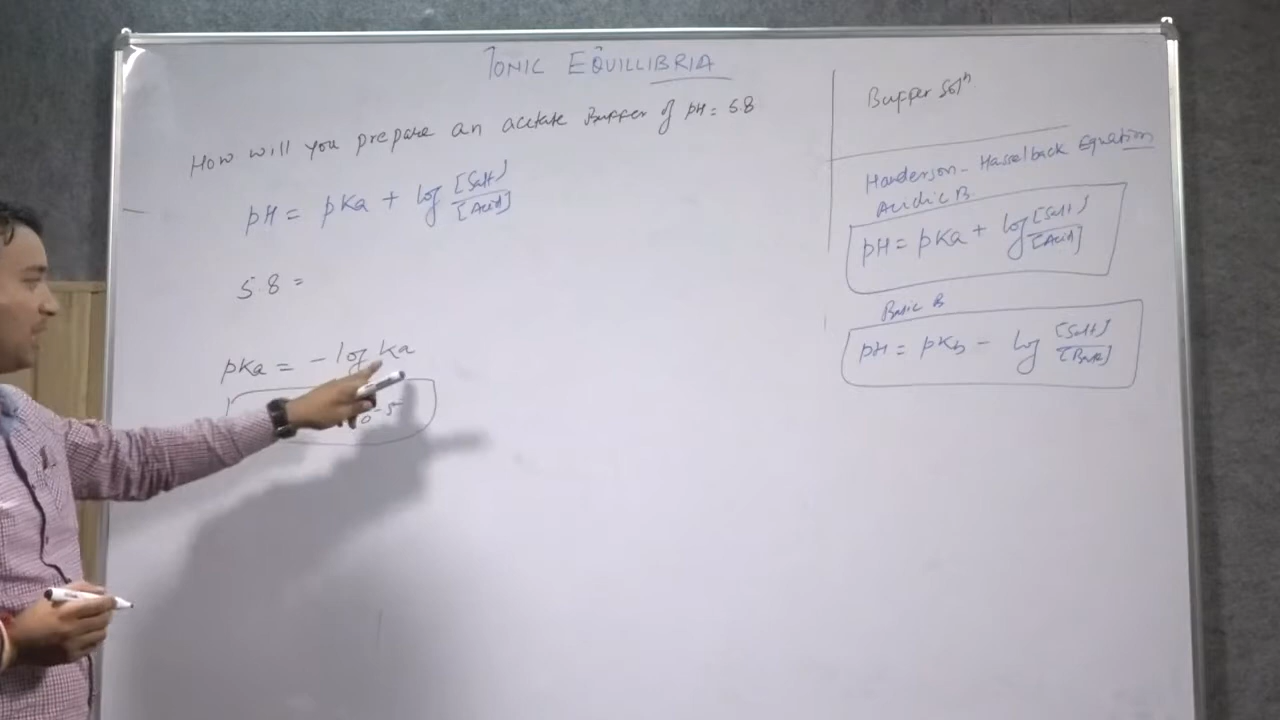 IONIC EQUILLIBRIA
How will you prepare an acetate Buffer of pH = 5.8
pH = pKa + log [Salt]/[Acid]
5.8 =
pKa = - log Ka
-5
Buffer Solⁿ
Handerson - Hasselback Equation
Acidic B.
pH = pKa + log [Salt]/[Acid]
Basic B
pH = pKb - log [Salt]/[Base]